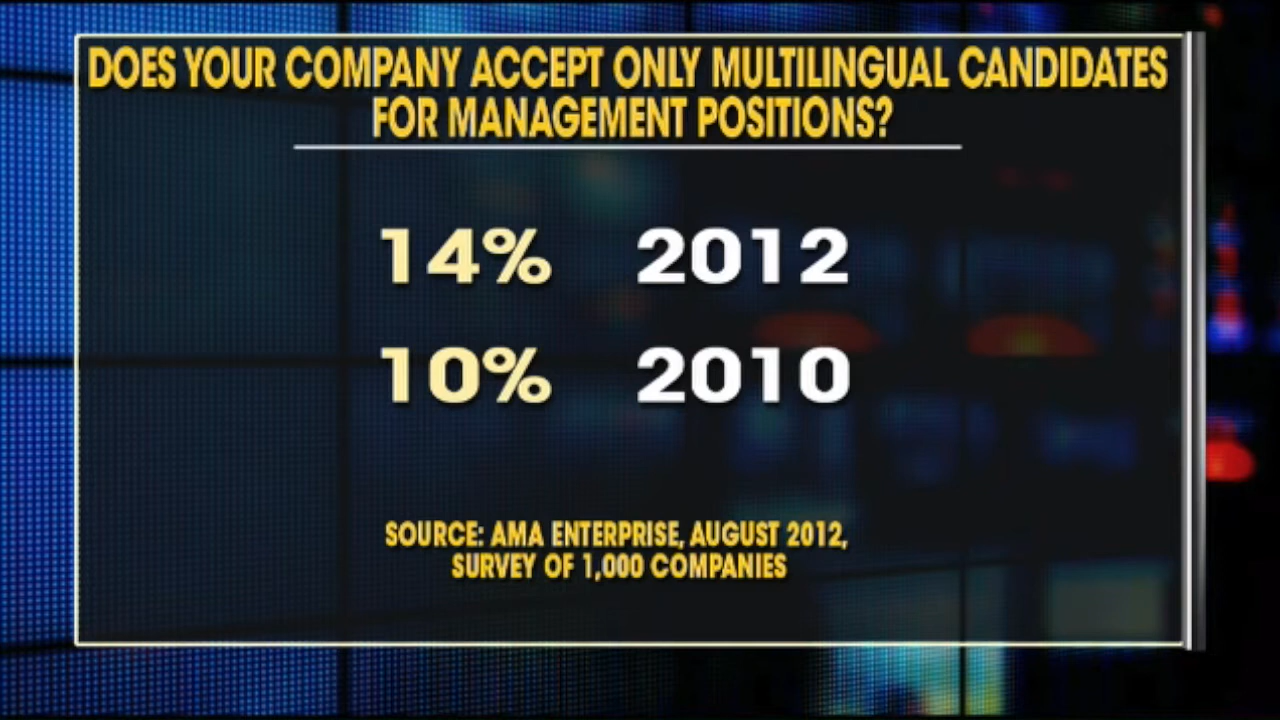 DOES YOUR COMPANY ACCEPT ONLY MULTILINGUAL CANDIDATES
FOR MANAGEMENT POSITIONS?
14% 2012
10% 2010
SOURCE: AMA ENTERPRISE, AUGUST 2012,
SURVEY OF 1,000 COMPANIES